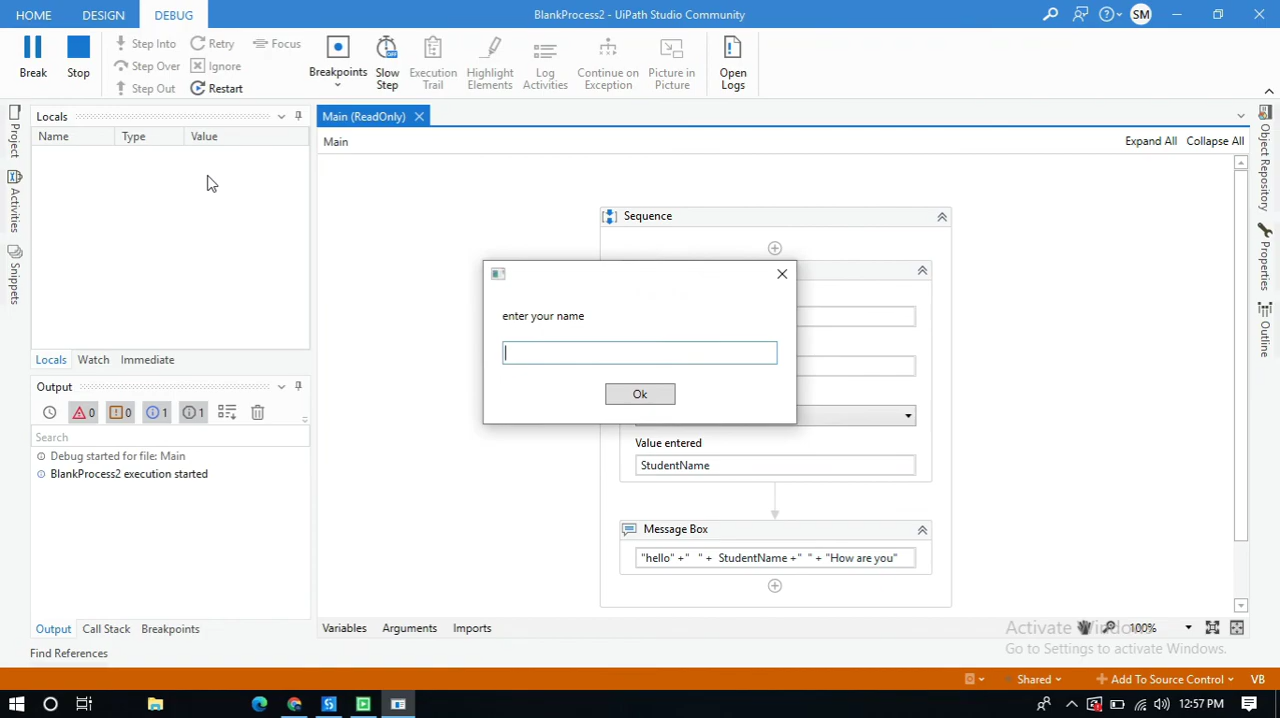 HOME DESIGN DEBUG BlankProcess2 - UiPath Studio Community SM
Break
Stop
Step Into
Step Over
Step Out
Retry
Ignore
Restart
Focus
Breakpoints
Slow
Step
Execution
Trail
Highlight
Elements
Log
Activities
Continue on
Exception
Picture in
Picture
Open
Logs
Project
Activities
Snippets
Locals
Name Type Value
Locals Watch Immediate
Output
0 0 1 1
Search
Debug started for file: Main
BlankProcess2 execution started
Output Call Stack Breakpoints
Find References
Main (ReadOnly)
Main Expand All Collapse All
Sequence
enter your name
Ok
Value entered
StudentName
Message Box
"hello" +" " + StudentName +" " + "How are you"
Variables Arguments Imports 100%
Activate Windows
Go to Settings to activate Windows.
Object Repository
Properties
Outline
Shared Add To Source Control VB
12:57 PM